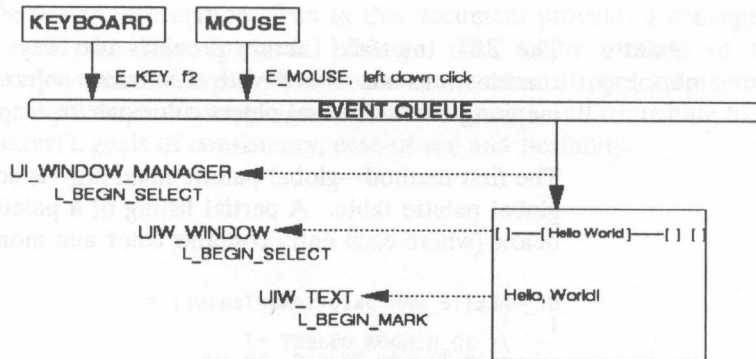 KEYBOARD MOUSE
E_KEY, f2 E_MOUSE, left down click
EVENT QUEUE
UI_WINDOW_MANAGER
L_BEGIN_SELECT
UIW_WINDOW [ ] [Hello World] [ ] [ ]
L_BEGIN_SELECT
UIW_TEXT Hello, World!
L_BEGIN_MARK